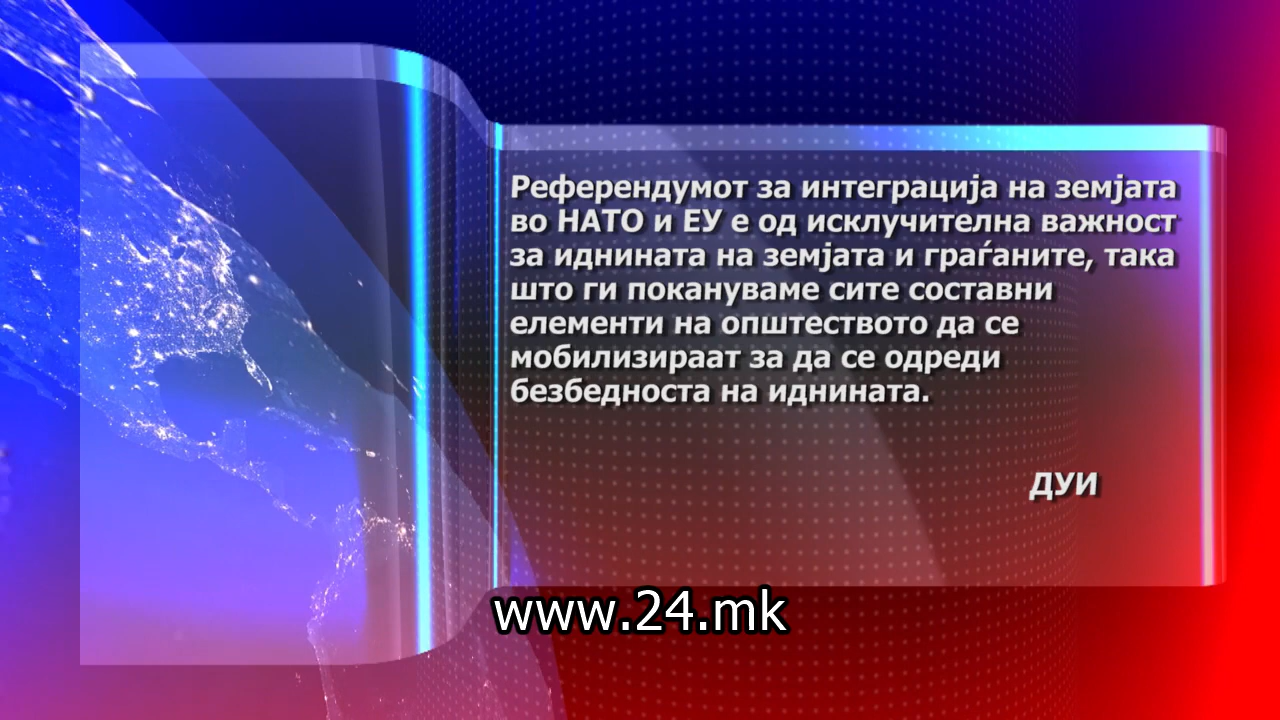 Референдумот за интеграција на земјата
во НАТО и ЕУ е од исклучителна важност
за иднината на земјата и граѓаните, така
што ги покануваме сите составни
елементи на општеството да се
мобилизираат за да се одреди
безбедноста на иднината.
ДУИ
www.24.mk